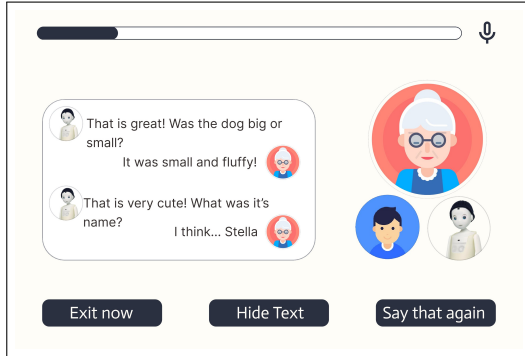 That is great! Was the dog big or
small?
It was small and fluffy!
That is very cute! What was it's
name?
I think... Stella
Exit now
Hide Text
Say that again